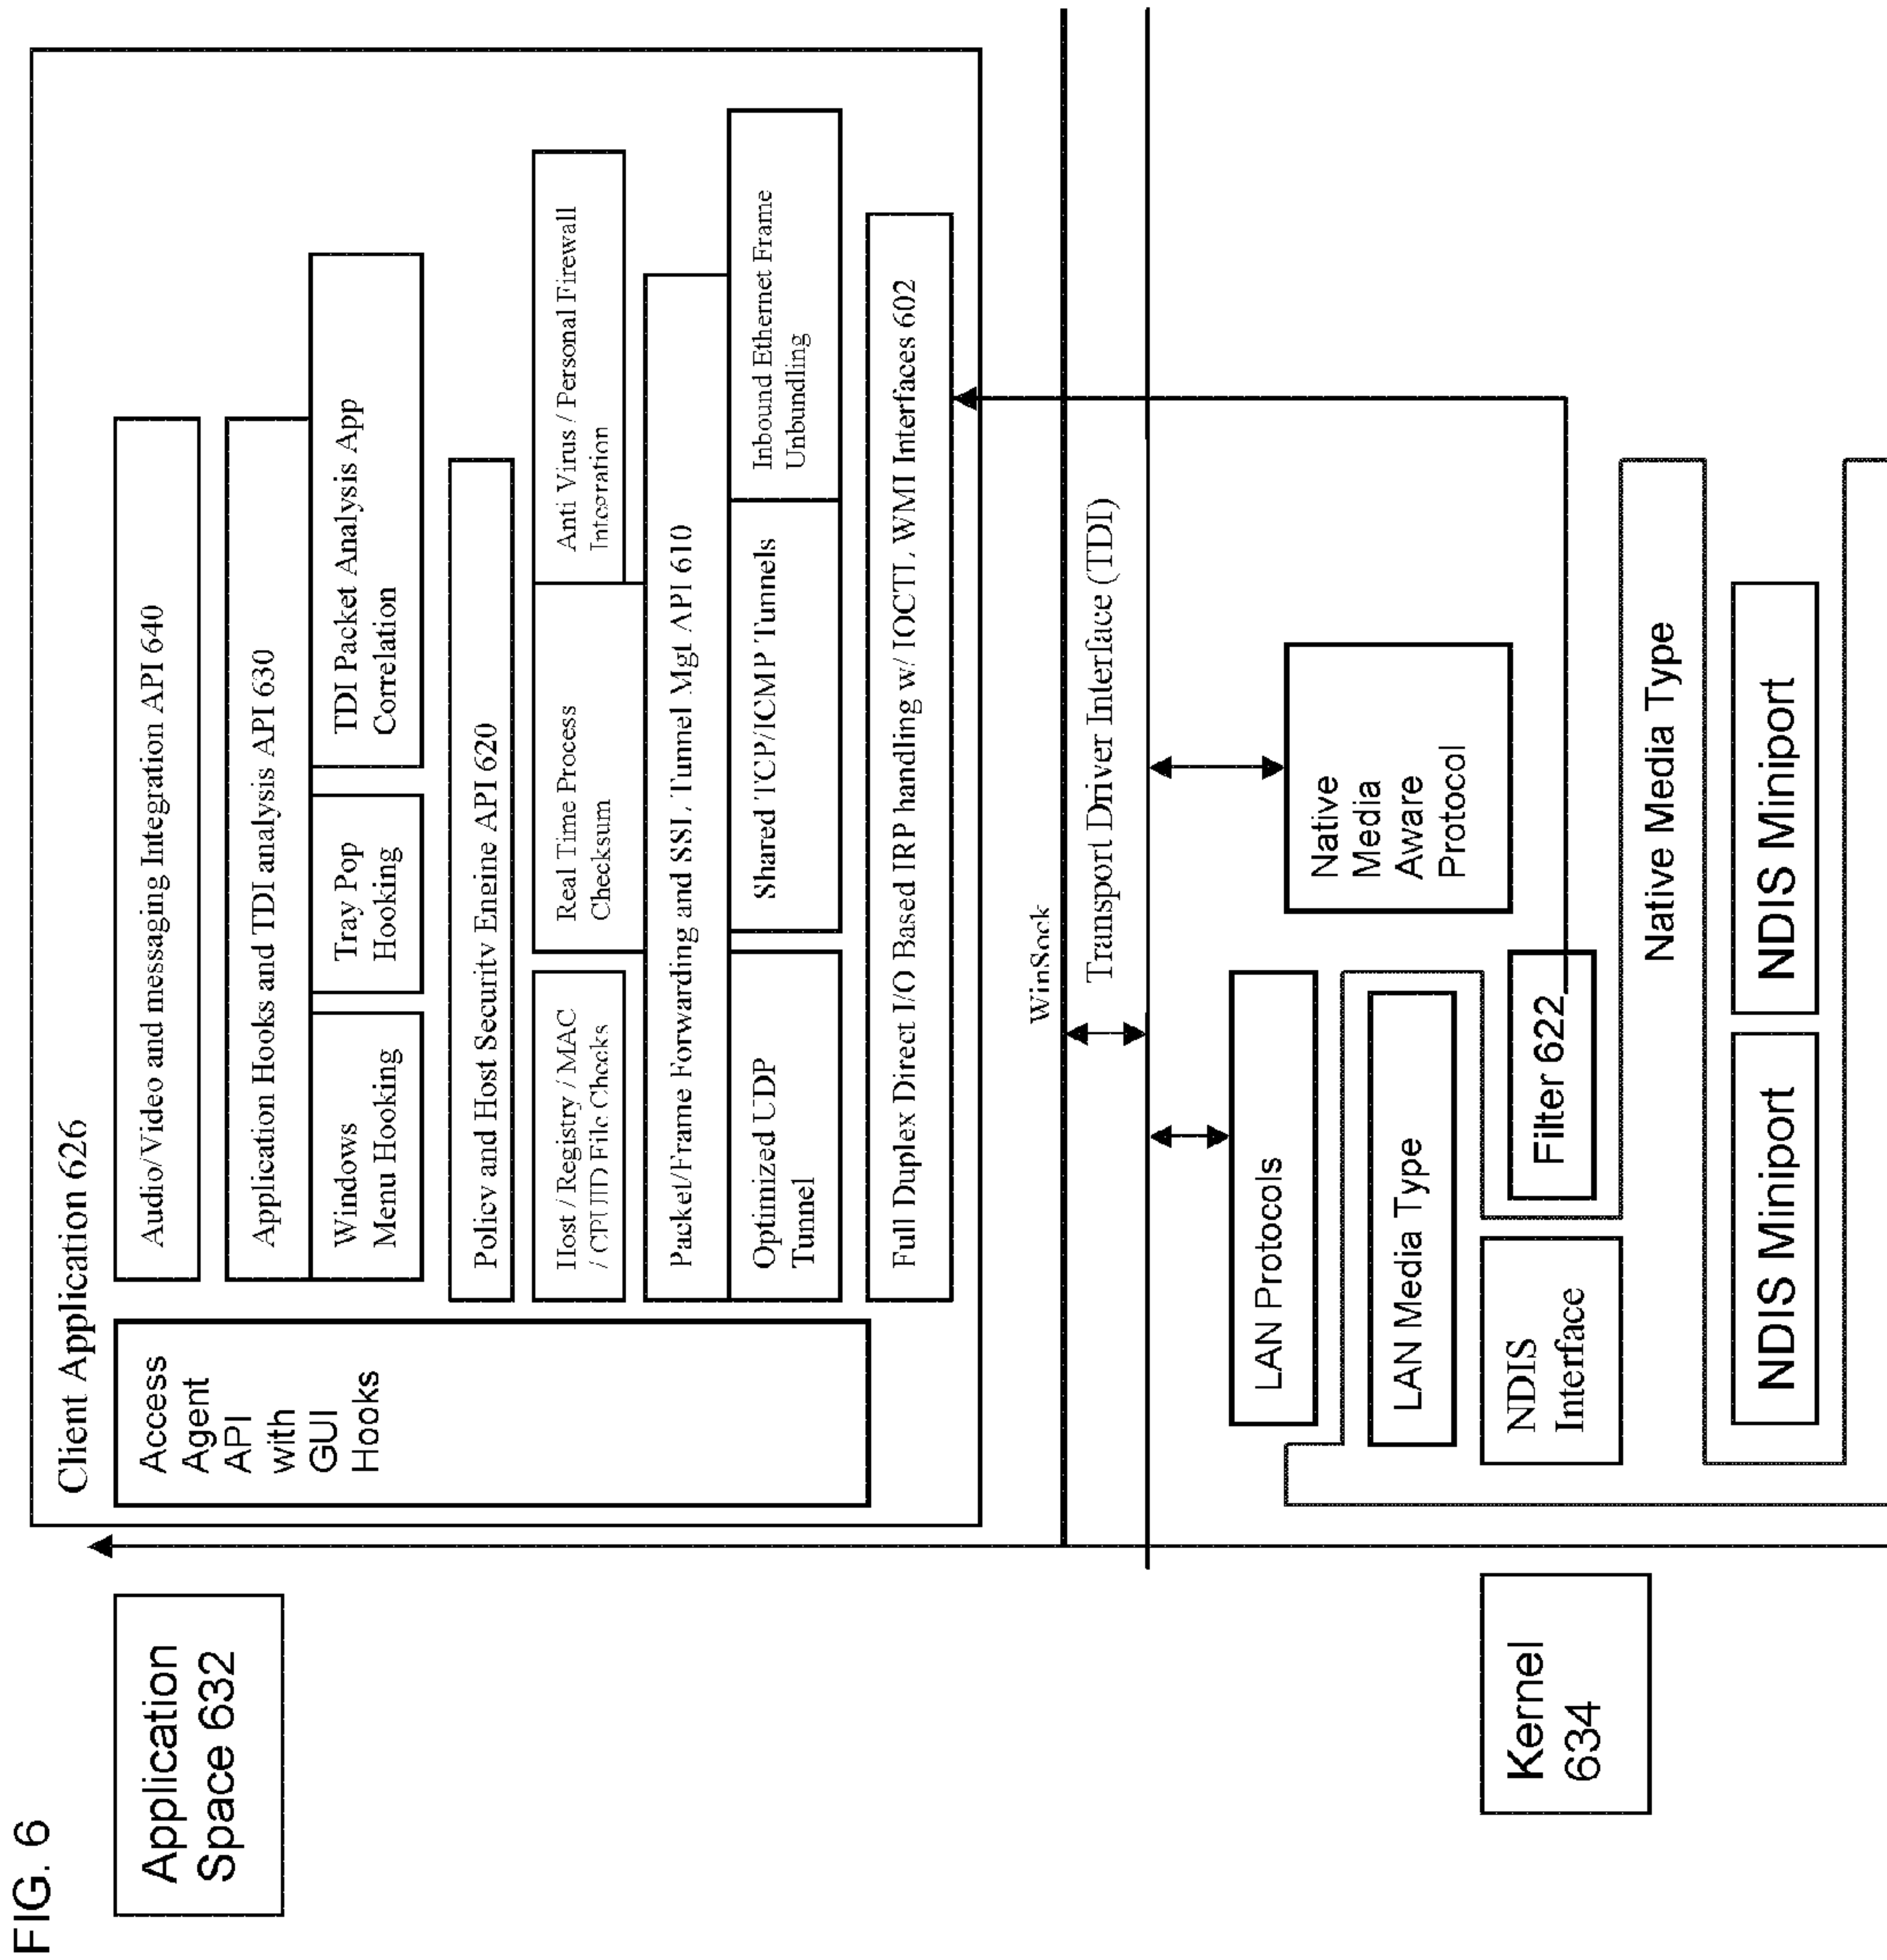 FIG. 6
Application
Space 632
Client Application 626
Access
Agent
API
with
GUI
Hooks
Audio/Video and messaging Integration API 640
Application Hooks and TDI analysis API 630
Windows
Menu Hooking
Tray Pop
Hooking
TDI Packet Analysis App
Correlation
Policy and Host Security Engine API 620
Host / Registry / MAC
/ CPUID File Checks
Real Time Process
Checksum
Anti Virus / Personal Firewall
Integration
Packet/Frame Forwarding and SSL Tunnel Mgt API 610
Optimized UDP
Tunnel
Shared TCP/ICMP Tunnels
Inbound Ethernet Frame
Unbundling
Full Duplex Direct I/O Based IRP handling w/ IOCTL, WMI Interfaces 602
WinSock
Transport Driver Interface (TDI)
LAN Protocols
Native
Media
Aware
Protocol
LAN Media Type
Kernel
634
NDIS
Interface
Filter 622
Native Media Type
NDIS Miniport
NDIS Miniport